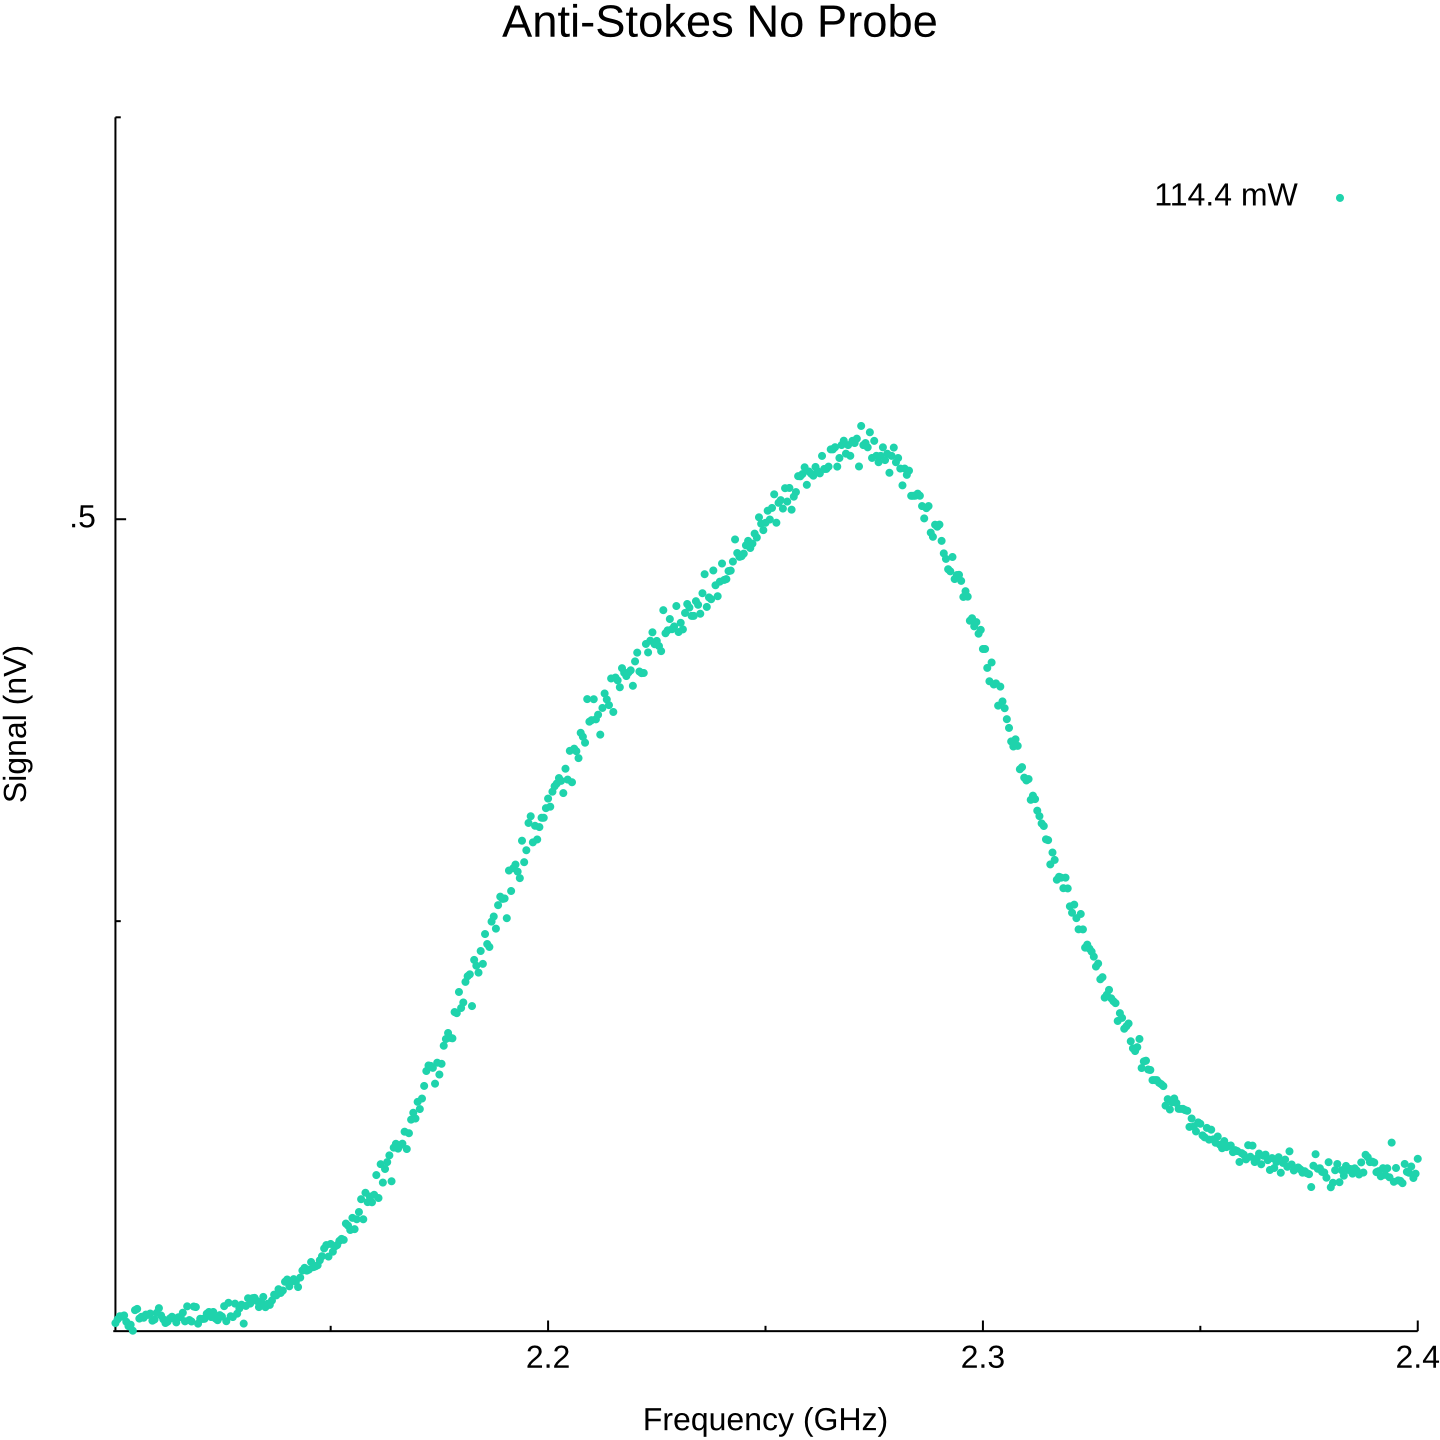 Anti-Stokes No Probe
114.4 mW
.5
Signal (nV)
2.2
2.3
2.4
Frequency (GHz)